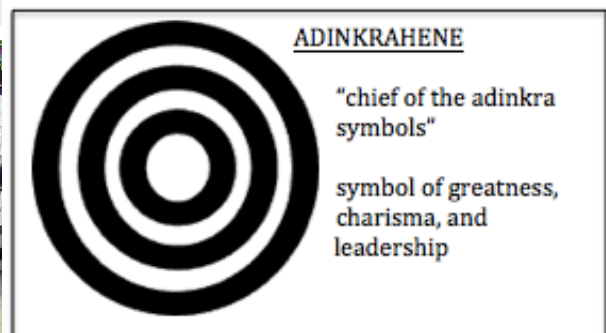 ADINKRAHENE
“chief of the adinkra
symbols”
symbol of greatness,
charisma, and
leadership